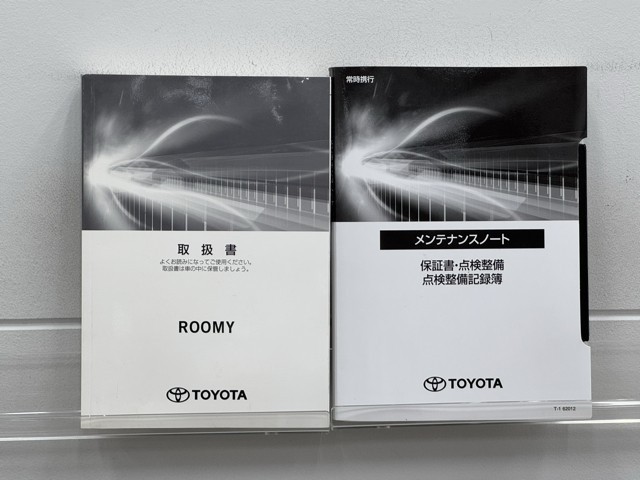 取扱書
よくお読みになってご使用ください。
取扱書は車の中に保管しましょう。
ROOMY
TOYOTA
常時携行
メンテナンスノート
保証書・点検整備
点検整備記録簿
TOYOTA
T-1 62012